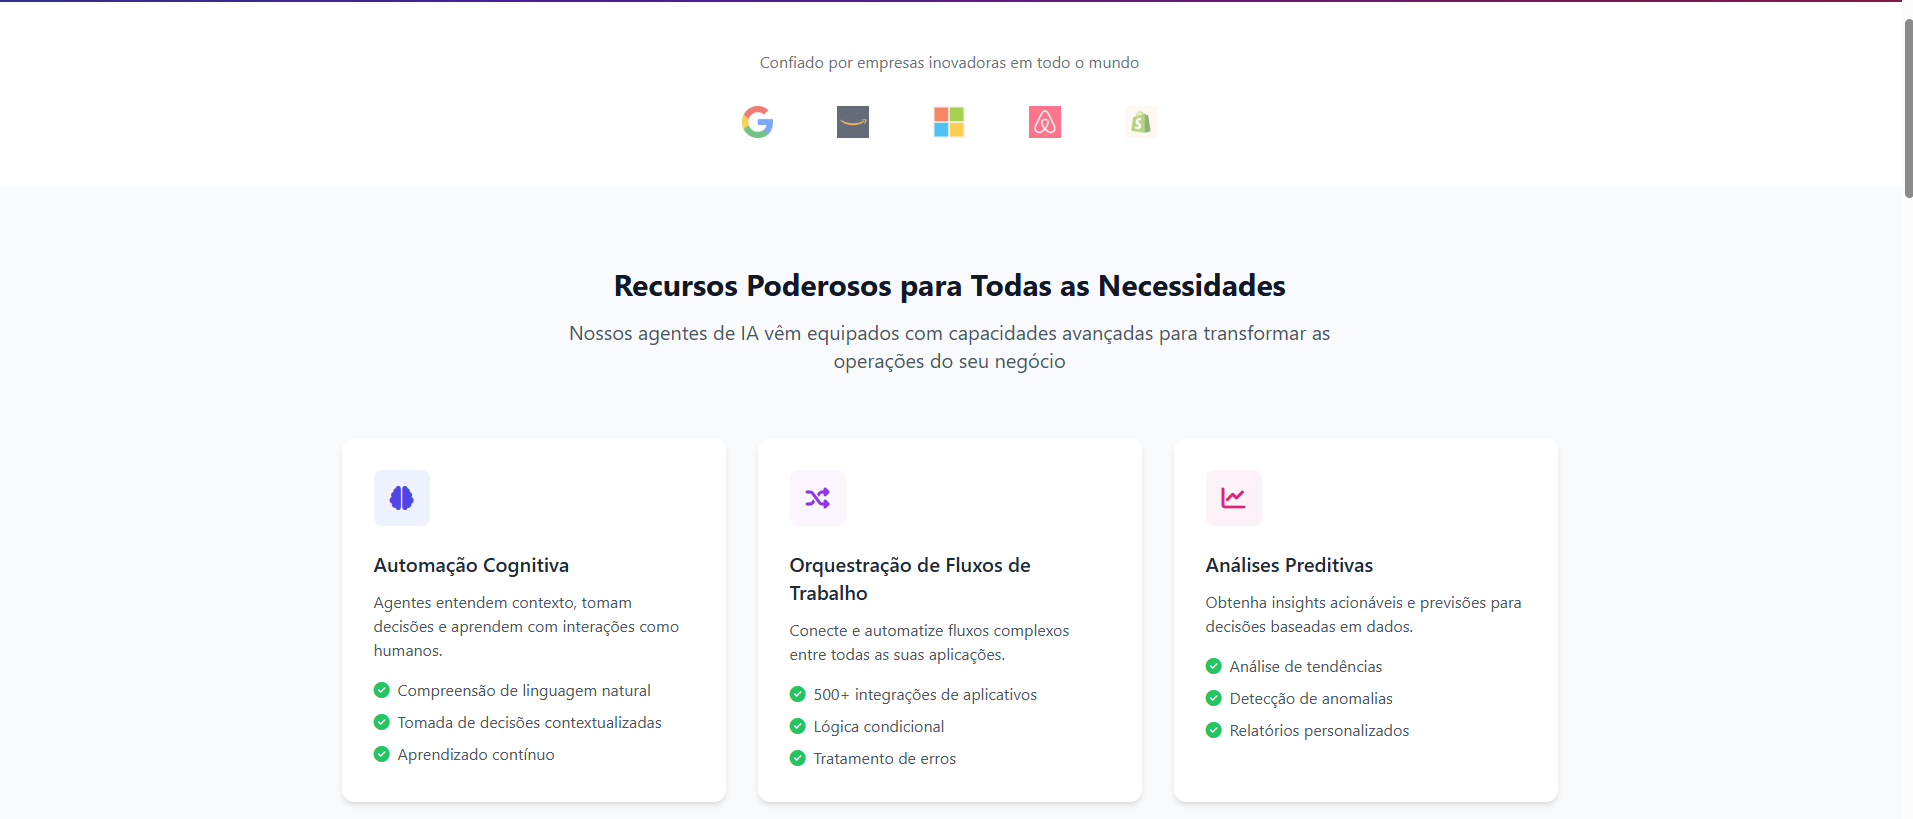 Confiado por empresas inovadoras em todo o mundo
Recursos Poderosos para Todas as Necessidades
Nossos agentes de IA vêm equipados com capacidades avançadas para transformar as
operações do seu negócio
Automação Cognitiva
Agentes entendem contexto, tomam
decisões e aprendem com interações como
humanos.
Compreensão de linguagem natural
Tomada de decisões contextualizadas
Aprendizado contínuo
Orquestração de Fluxos de
Trabalho
Conecte e automatize fluxos complexos
entre todas as suas aplicações.
500+ integrações de aplicativos
Lógica condicional
Tratamento de erros
Análises Preditivas
Obtenha insights acionáveis e previsões para
decisões baseadas em dados.
Análise de tendências
Detecção de anomalias
Relatórios personalizados